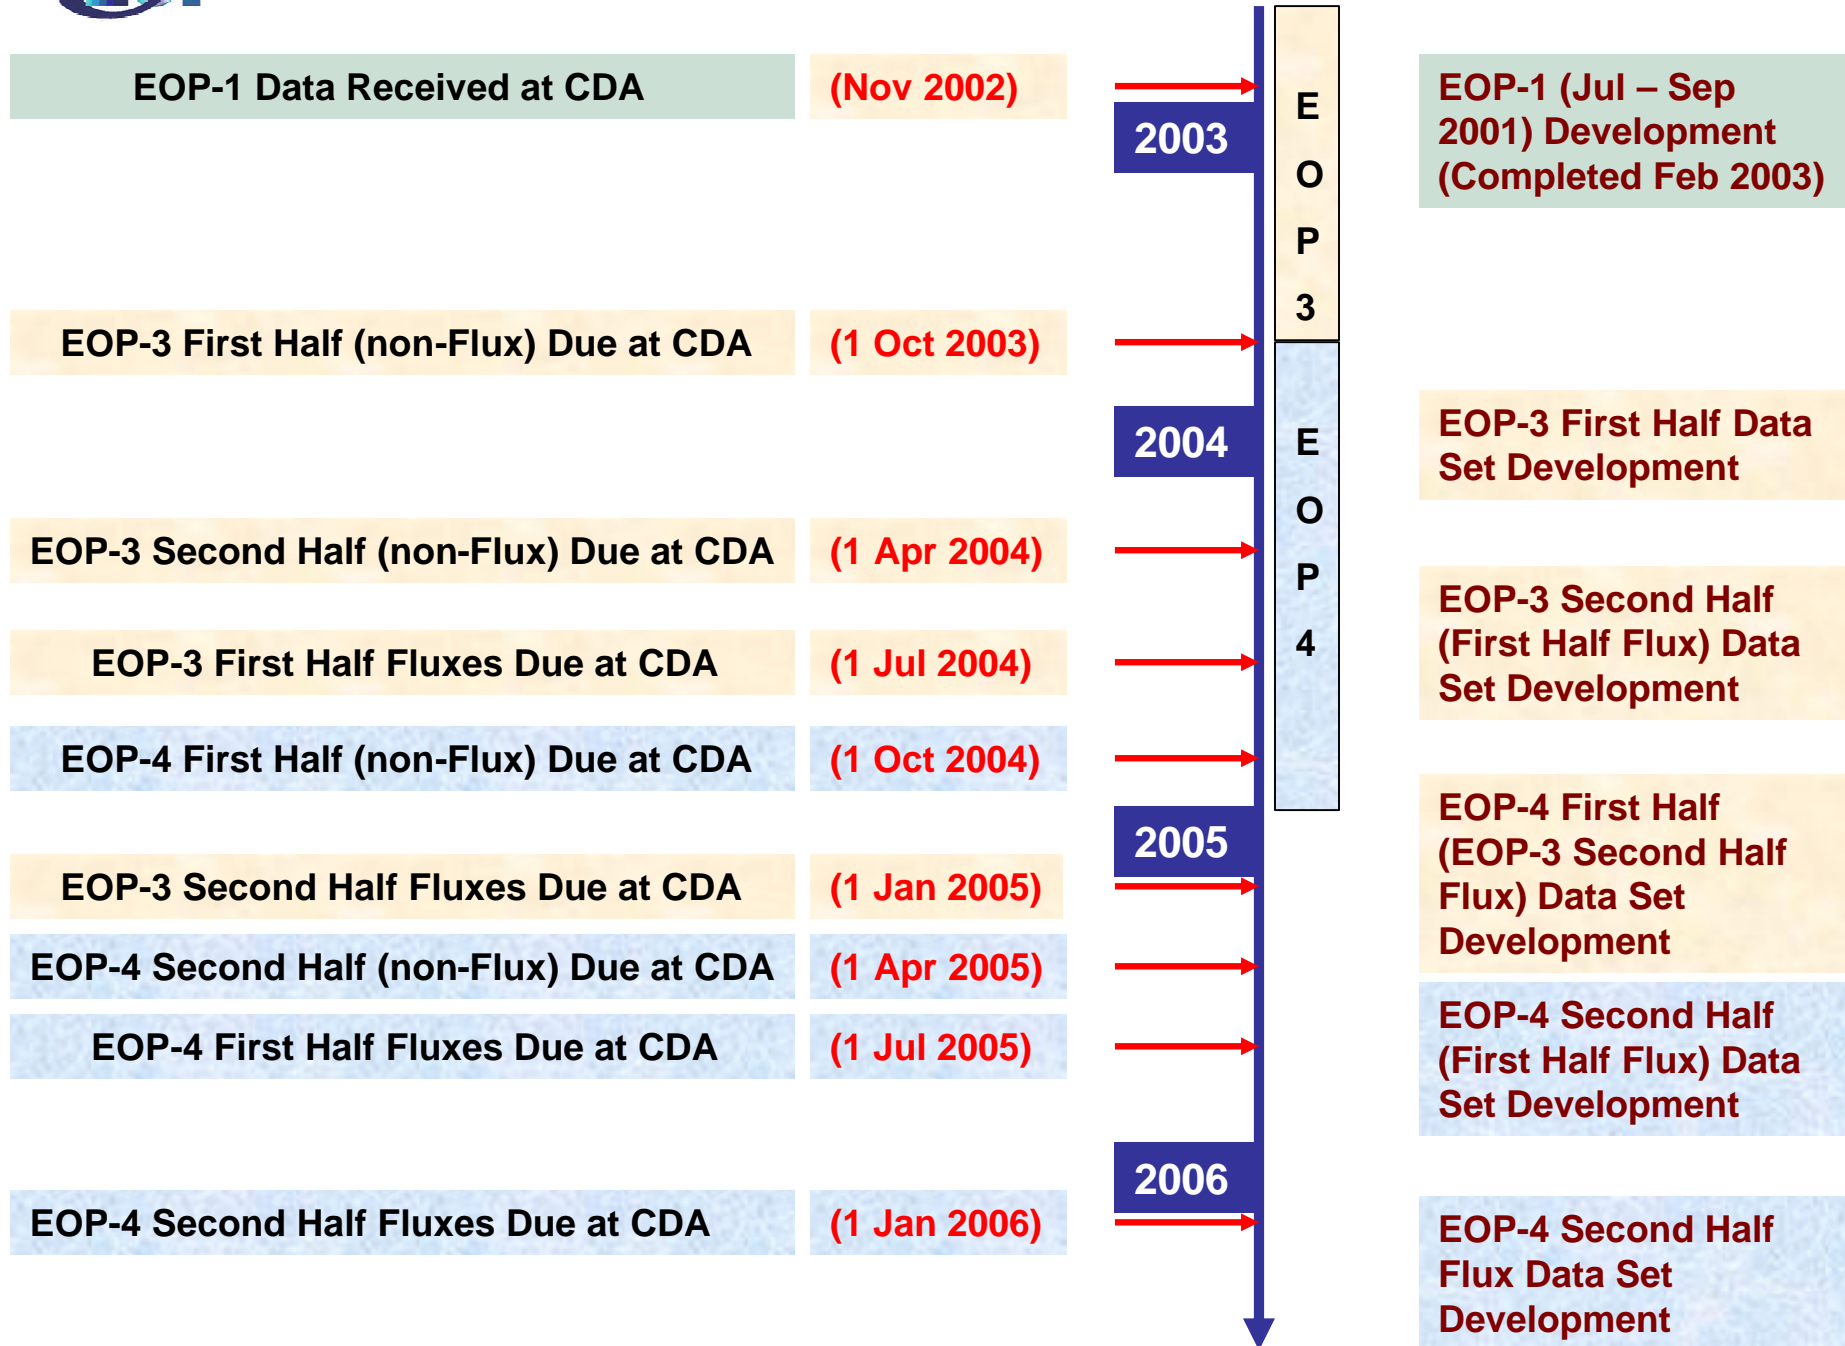 EOP-1 Data Received at CDA
(Nov 2002)
2003
EOP-1 (Jul – Sep
2001) Development
(Completed Feb 2003)
E
O
P
3
EOP-3 First Half (non-Flux) Due at CDA
(1 Oct 2003)
2004
EOP-3 First Half Data
Set Development
E
O
P
4
EOP-3 Second Half (non-Flux) Due at CDA
(1 Apr 2004)
EOP-3 Second Half
(First Half Flux) Data
Set Development
EOP-3 First Half Fluxes Due at CDA
(1 Jul 2004)
EOP-4 First Half (non-Flux) Due at CDA
(1 Oct 2004)
2005
EOP-4 First Half
(EOP-3 Second Half
Flux) Data Set
Development
EOP-3 Second Half Fluxes Due at CDA
(1 Jan 2005)
EOP-4 Second Half (non-Flux) Due at CDA
(1 Apr 2005)
EOP-4 Second Half
(First Half Flux) Data
Set Development
EOP-4 First Half Fluxes Due at CDA
(1 Jul 2005)
2006
EOP-4 Second Half Fluxes Due at CDA
(1 Jan 2006)
EOP-4 Second Half
Flux Data Set
Development